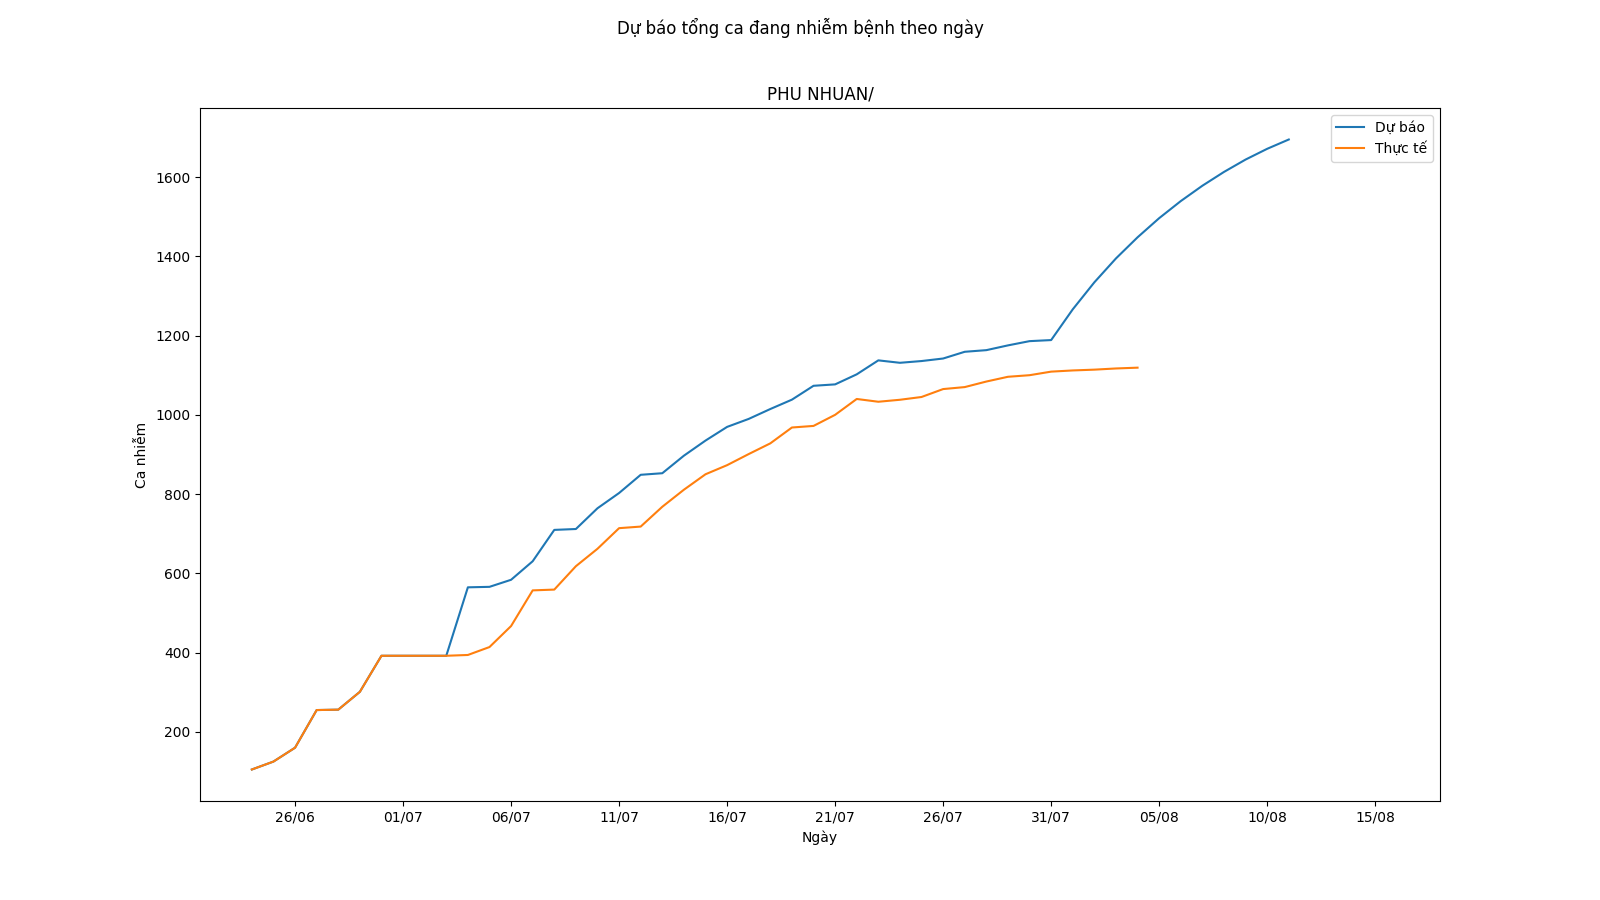 Dự báo tổng ca đang nhiễm bệnh theo ngày
PHU NHUAN/
Dự báo
Thực tế
1600
1400
1200
1000
800
600
400
200
Ca nhiễm
26/06 01/07 06/07 11/07 16/07 21/07 26/07 31/07 05/08 10/08 15/08
Ngày